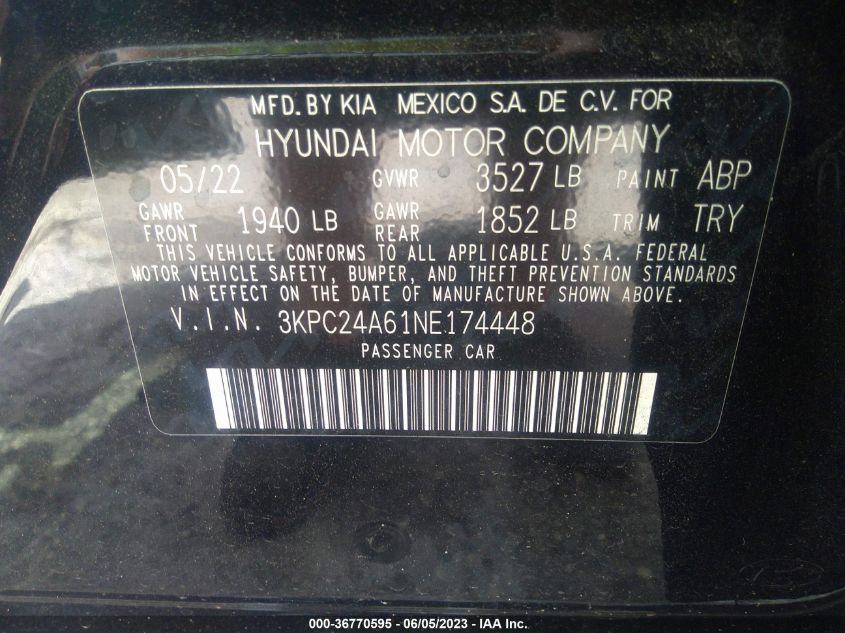 MFD. BY KIA MEXICO S.A. DE C.V. FOR
HYUNDAI MOTOR COMPANY
05/22 GVWR 3527 LB PAINT ABP
GAWR FRONT 1940 LB GAWR REAR 1852 LB TRIM TRY
THIS VEHICLE CONFORMS TO ALL APPLICABLE U.S.A. FEDERAL
MOTOR VEHICLE SAFETY, BUMPER, AND THEFT PREVENTION STANDARDS
IN EFFECT ON THE DATE OF MANUFACTURE SHOWN ABOVE.
V.I.N. 3KPC24A61NE174448
PASSENGER CAR
000-36770595 - 06/05/2023 - IAA Inc.